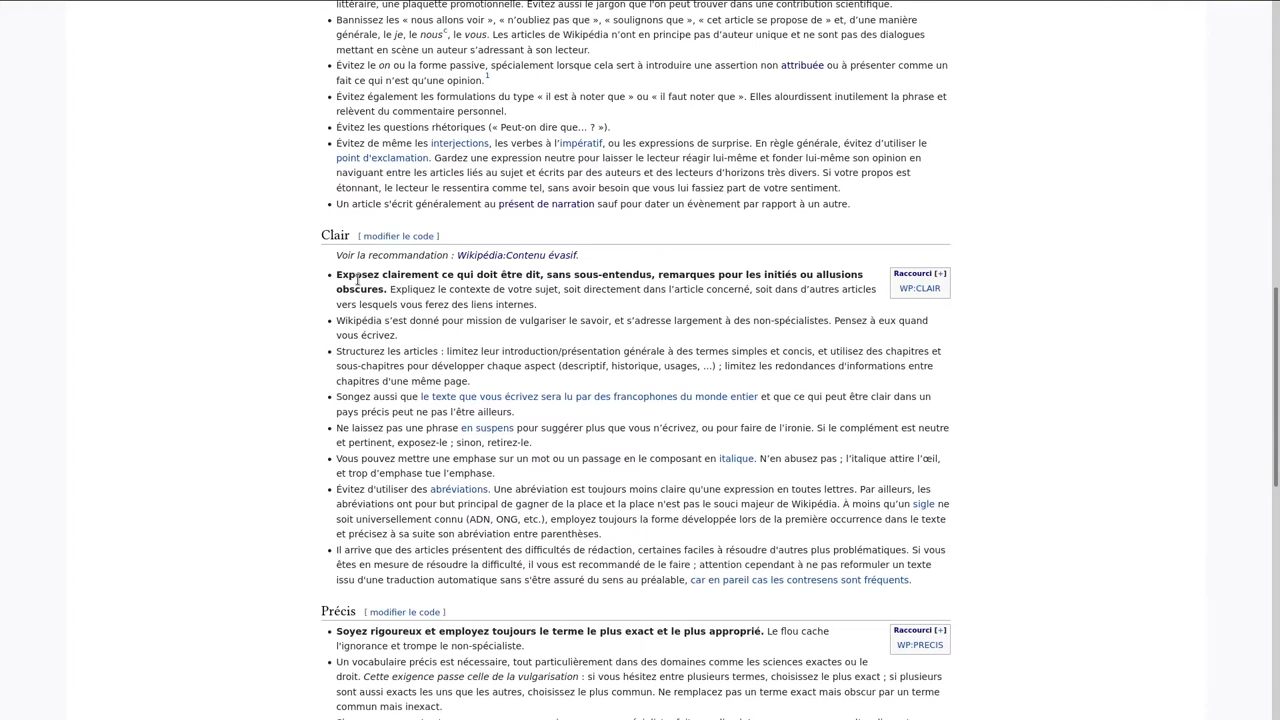 littéraire, une plaquette promotionnelle. Évitez aussi le jargon que l'on peut trouver dans une contribution scientifique.
• Bannissez les « nous allons voir », « n’oubliez pas que », « soulignons que », « cet article se propose de » et, d’une manière
générale, le je, le nousᶜ, le vous. Les articles de Wikipédia n’ont en principe pas d’auteur unique et ne sont pas des dialogues
mettant en scène un auteur s’adressant à son lecteur.
• Évitez le on ou la forme passive, spécialement lorsque cela sert à introduire une assertion non attribuée ou à présenter comme un
fait ce qui n’est qu’une opinion.¹
• Évitez également les formulations du type « il est à noter que » ou « il faut noter que ». Elles alourdissent inutilement la phrase et
relèvent du commentaire personnel.
• Évitez les questions rhétoriques (« Peut-on dire que... ? »).
• Évitez de même les interjections, les verbes à l’impératif, ou les expressions de surprise. En règle générale, évitez d’utiliser le
point d'exclamation. Gardez une expression neutre pour laisser le lecteur réagir lui-même et fonder lui-même son opinion en
naviguant entre les articles liés au sujet et écrits par des auteurs et des lecteurs d’horizons très divers. Si votre propos est
étonnant, le lecteur le ressentira comme tel, sans avoir besoin que vous lui fassiez part de votre sentiment.
• Un article s'écrit généralement au présent de narration sauf pour dater un évènement par rapport à un autre.
Clair [ modifier le code ]
Voir la recommandation : Wikipédia:Contenu évasif.
• Exposez clairement ce qui doit être dit, sans sous-entendus, remarques pour les initiés ou allusions
obscures. Expliquez le contexte de votre sujet, soit directement dans l’article concerné, soit dans d’autres articles
vers lesquels vous ferez des liens internes.
Raccourci [+]
WP:CLAIR
• Wikipédia s’est donné pour mission de vulgariser le savoir, et s’adresse largement à des non-spécialistes. Pensez à eux quand
vous écrivez.
• Structurez les articles : limitez leur introduction/présentation générale à des termes simples et concis, et utilisez des chapitres et
sous-chapitres pour développer chaque aspect (descriptif, historique, usages, ...) ; limitez les redondances d'informations entre
chapitres d'une même page.
• Songez aussi que le texte que vous écrivez sera lu par des francophones du monde entier et que ce qui peut être clair dans un
pays précis peut ne pas l’être ailleurs.
• Ne laissez pas une phrase en suspens pour suggérer plus que vous n’écrivez, ou pour faire de l’ironie. Si le complément est neutre
et pertinent, exposez-le ; sinon, retirez-le.
• Vous pouvez mettre une emphase sur un mot ou un passage en le composant en italique. N’en abusez pas ; l’italique attire l’œil,
et trop d’emphase tue l’emphase.
• Évitez d'utiliser des abréviations. Une abréviation est toujours moins claire qu'une expression en toutes lettres. Par ailleurs, les
abréviations ont pour but principal de gagner de la place et la place n'est pas le souci majeur de Wikipédia. À moins qu’un sigle ne
soit universellement connu (ADN, ONG, etc.), employez toujours la forme développée lors de la première occurrence dans le texte
et précisez à sa suite son abréviation entre parenthèses.
• Il arrive que des articles présentent des difficultés de rédaction, certaines faciles à résoudre d'autres plus problématiques. Si vous
êtes en mesure de résoudre la difficulté, il vous est recommandé de le faire ; attention cependant à ne pas reformuler un texte
issu d'une traduction automatique sans s'être assuré du sens au préalable, car en pareil cas les contresens sont fréquents.
Précis [ modifier le code ]
• Soyez rigoureux et employez toujours le terme le plus exact et le plus approprié. Le flou cache
l'ignorance et trompe le non-spécialiste.
Raccourci [+]
WP:PRECIS
• Un vocabulaire précis est nécessaire, tout particulièrement dans des domaines comme les sciences exactes ou le
droit. Cette exigence passe celle de la vulgarisation : si vous hésitez entre plusieurs termes, choisissez le plus exact ; si plusieurs
sont aussi exacts les uns que les autres, choisissez le plus commun. Ne remplacez pas un terme exact mais obscur par un terme
commun mais inexact.